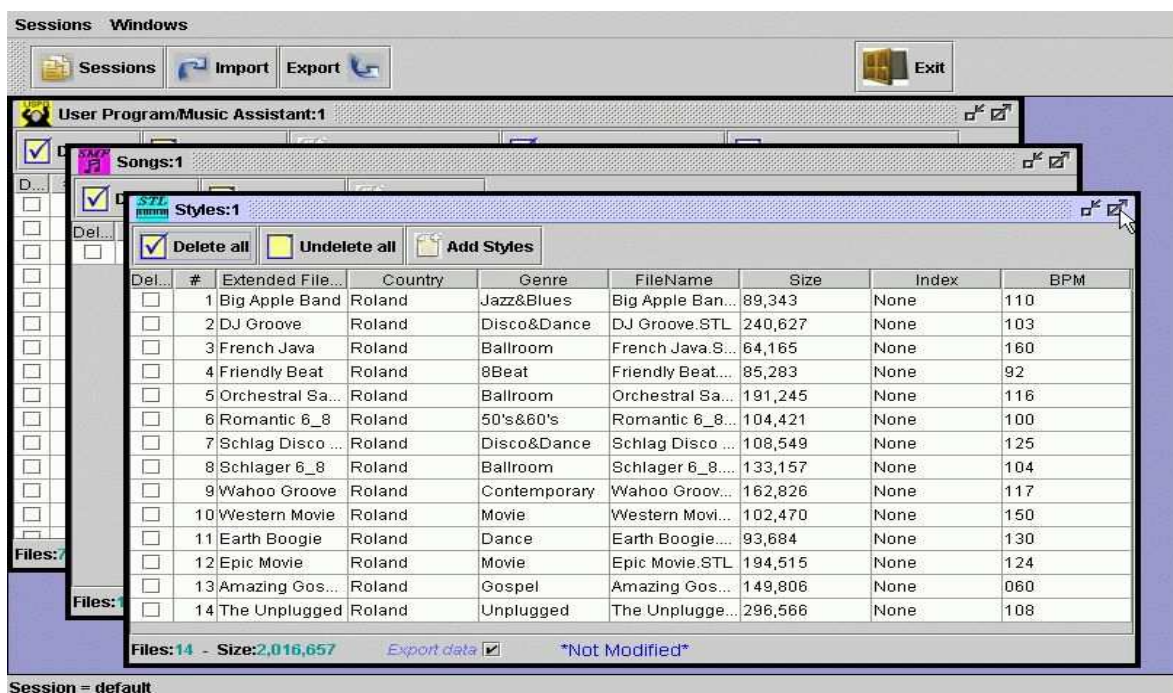 Sessions Windows
Sessions Import Export Exit
User Program/Music Assistant:1
D
D... #
SMF Songs:1
D
Del...
STL Styles:1
Delete all Undelete all Add Styles
Del... # Extended File... Country Genre FileName Size Index BPM
1 Big Apple Band Roland Jazz&Blues Big Apple Ban... 89,343 None 110
2 DJ Groove Roland Disco&Dance DJ Groove.STL 240,627 None 103
3 French Java Roland Ballroom French Java.S... 64,165 None 160
4 Friendly Beat Roland 8Beat Friendly Beat.... 85,283 None 92
5 Orchestral Sa... Roland Ballroom Orchestral Sa... 191,245 None 116
6 Romantic 6_8 Roland 50's&60's Romantic 6_8... 104,421 None 100
7 Schlag Disco ... Roland Disco&Dance Schlag Disco ... 108,549 None 125
8 Schlager 6_8 Roland Ballroom Schlager 6_8.... 133,157 None 104
9 Wahoo Groove Roland Contemporary Wahoo Groov... 162,826 None 117
10 Western Movie Roland Movie Western Movi... 102,470 None 150
11 Earth Boogie Roland Dance Earth Boogie.... 93,684 None 130
12 Epic Movie Roland Movie Epic Movie.STL 194,515 None 124
13 Amazing Gos... Roland Gospel Amazing Gos... 149,806 None 060
14 The Unplugged Roland Unplugged The Unplugge... 296,566 None 108
Files:7
Files:1
Files:14 - Size:2,016,657 Export data *Not Modified*
Session = default